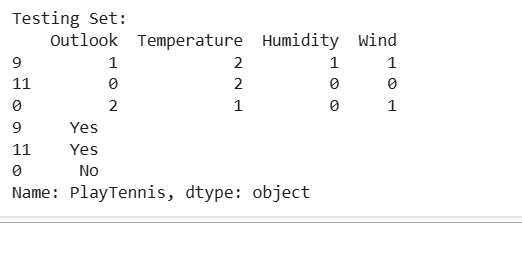 Testing Set:
Outlook Temperature Humidity Wind
9 1 2 1 1
11 0 2 0 0
0 2 1 0 1
9 Yes
11 Yes
0 No
Name: PlayTennis, dtype: object